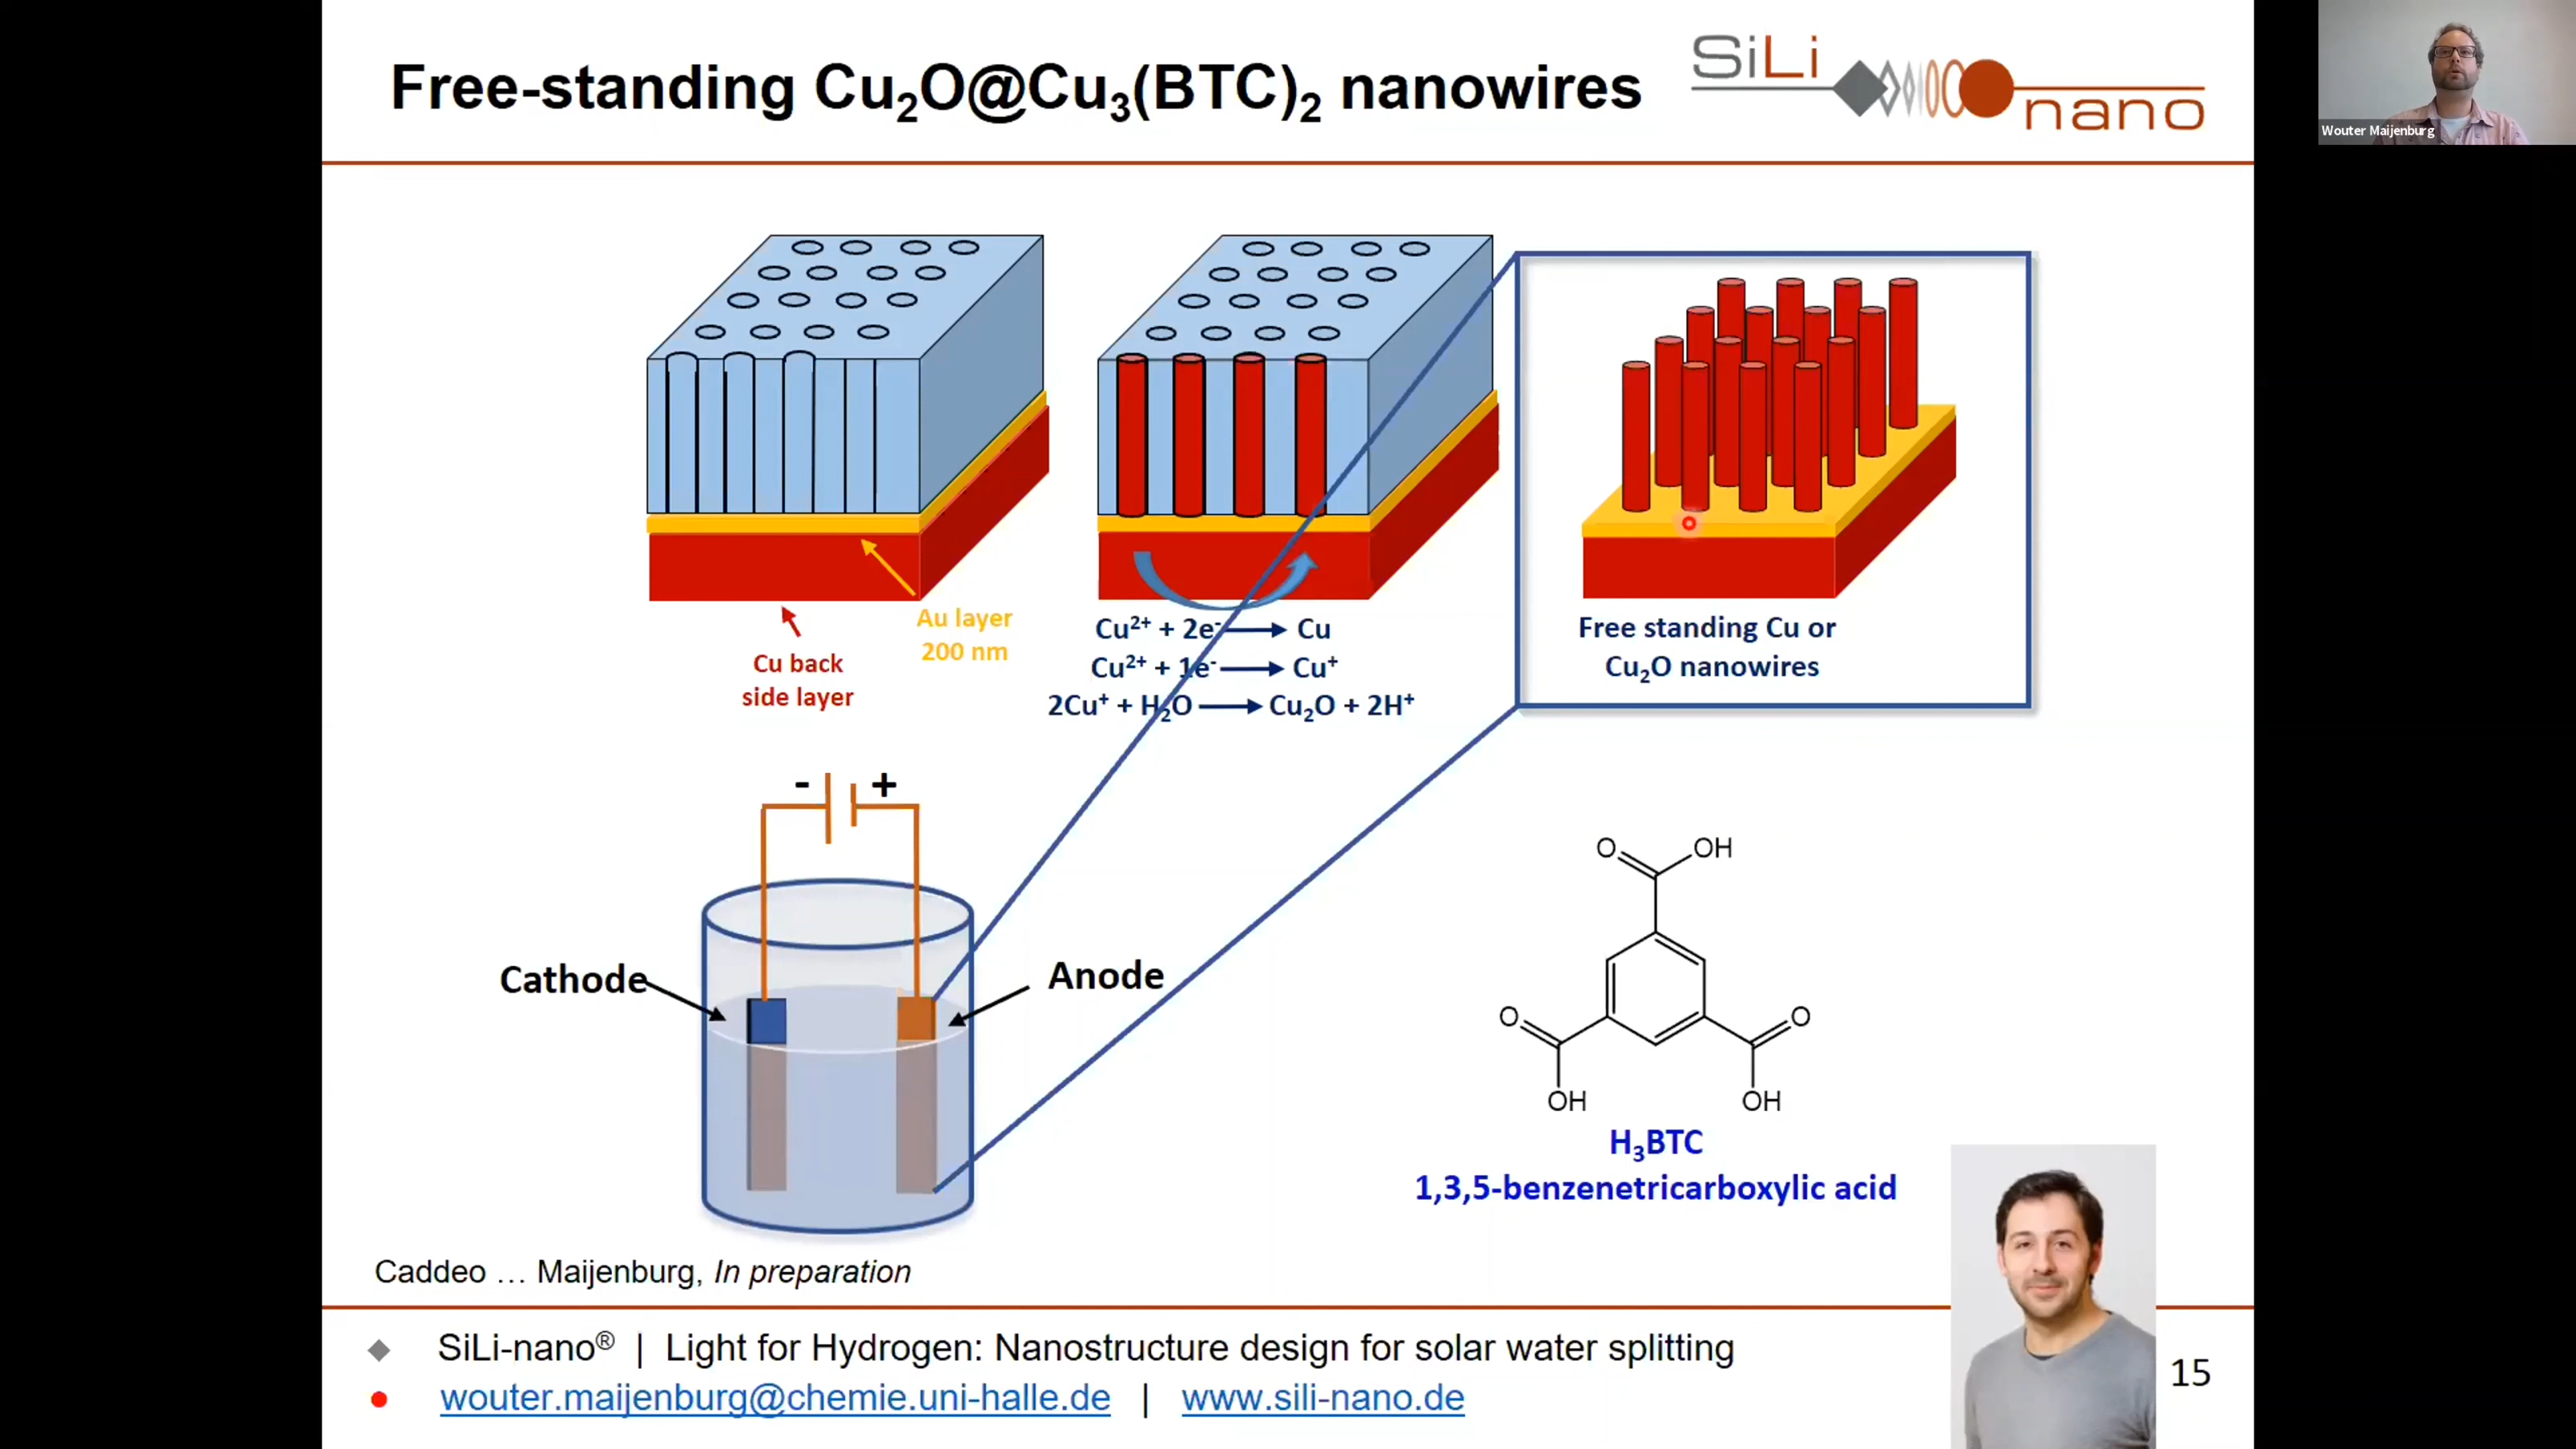 Free-standing Cu₂O@Cu₃(BTC)₂ nanowires
SiLi
nano
Wouter Maijenburg
Au layer
200 nm
Cu back
side layer
Cu²⁺ + 2e⁻ → Cu
Cu²⁺ + 1e⁻ → Cu⁺
2Cu⁺ + H₂O → Cu₂O + 2H⁺
Free standing Cu or
Cu₂O nanowires
- +
Cathode
Anode
O OH
O O
OH OH
H₃BTC
1,3,5-benzenetricarboxylic acid
Caddeo … Maijenburg, In preparation
SiLi-nano® | Light for Hydrogen: Nanostructure design for solar water splitting
wouter.maijenburg@chemie.uni-halle.de | www.sili-nano.de
15